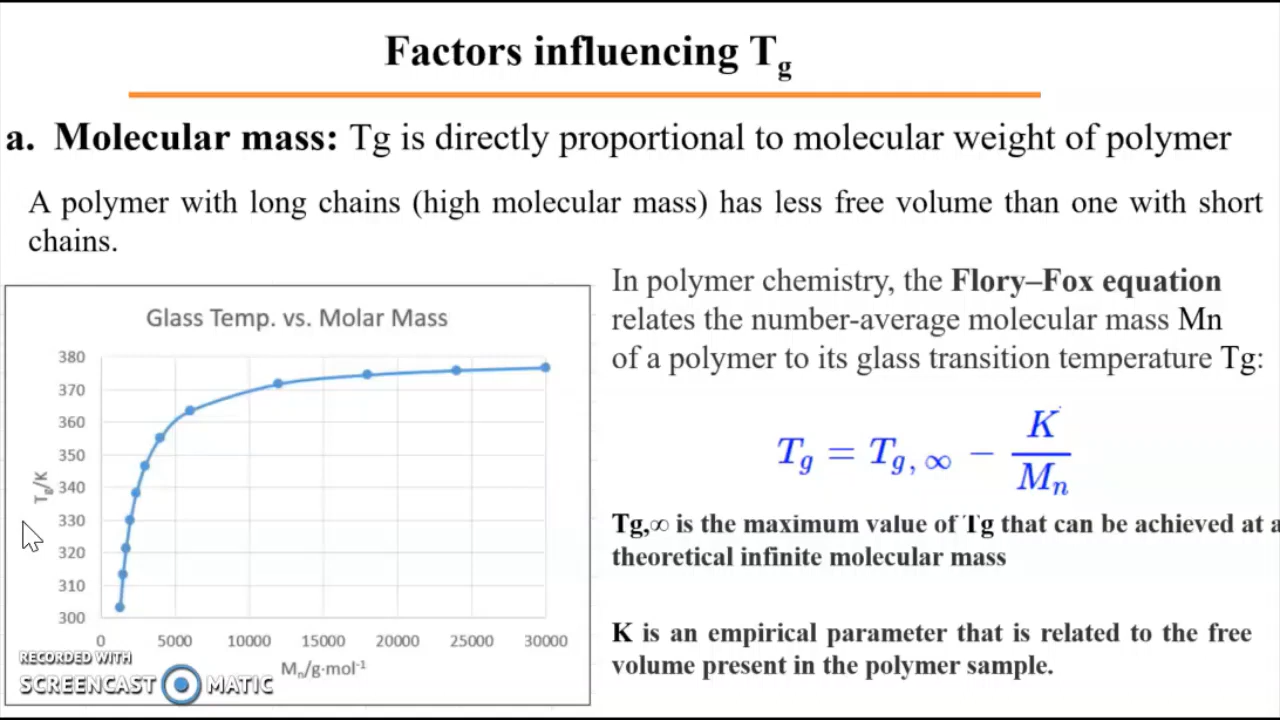 Factors influencing Tg
a. Molecular mass: Tg is directly proportional to molecular weight of polymer
A polymer with long chains (high molecular mass) has less free volume than one with short
chains.
In polymer chemistry, the Flory–Fox equation
relates the number-average molecular mass Mn
of a polymer to its glass transition temperature Tg:
Tg = Tg,∞ − K/Mn
Tg,∞ is the maximum value of Tg that can be achieved at a
theoretical infinite molecular mass
K is an empirical parameter that is related to the free
volume present in the polymer sample.
Glass Temp. vs. Molar Mass
380
370
360
350
340
330
320
310
300
Tg/K
0 5000 10000 15000 20000 25000 30000
Mn/g·mol⁻¹
RECORDED WITH
SCREENCAST MATIC